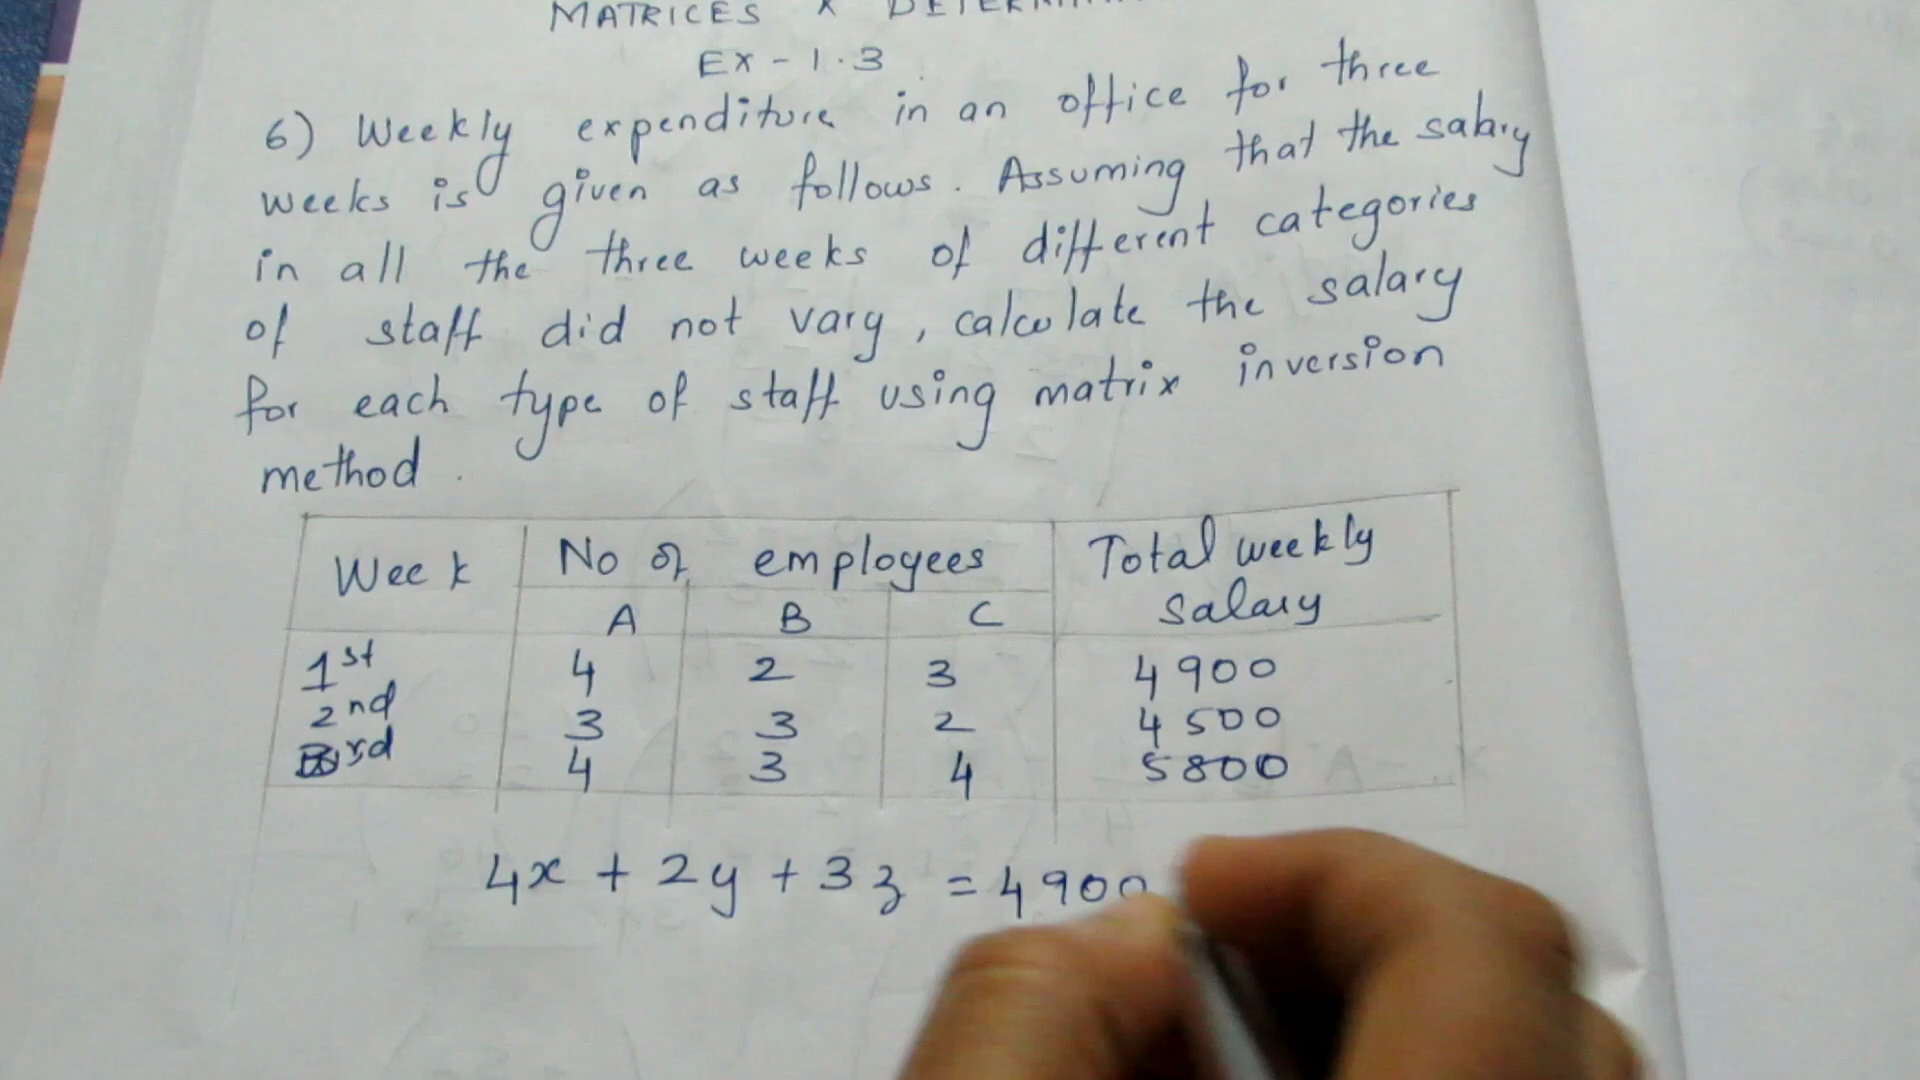 MATRICES
EX - 1.3
6) Weekly expenditure in an office for three
weeks is given as follows. Assuming that the salary
in all the three weeks of different categories
of staff did not vary, calculate the salary
for each type of staff using matrix inversion
method.
Week No of employees Total weekly
salary
A B C
1st 4 2 3 4900
2nd 3 3 2 4500
rd 4 3 4 5800
4x + 2y + 3z = 4900